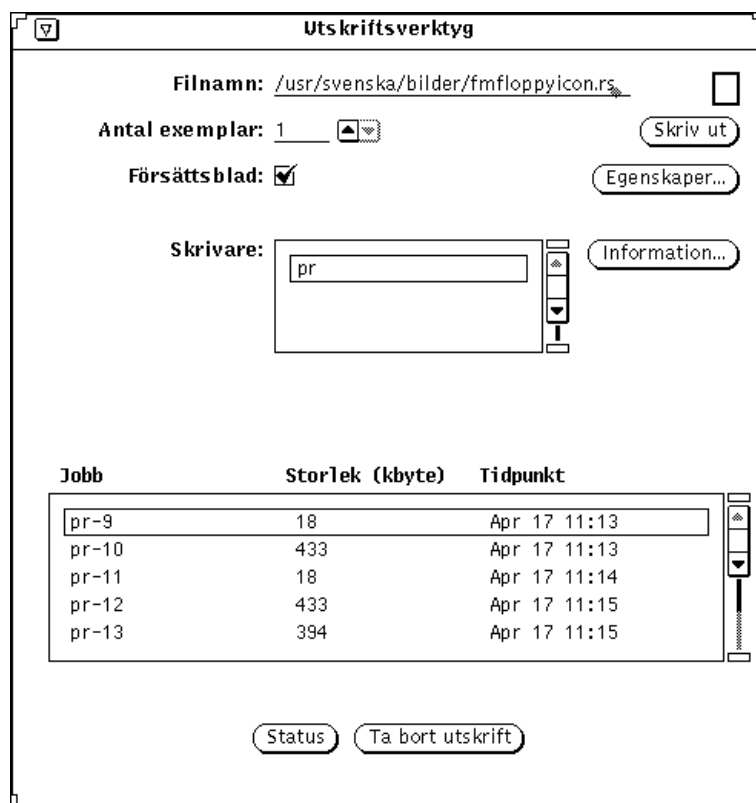 Utskriftsverktyg
Filnamn: /usr/svenska/bilder/fmfloppyicon.rs
Antal exemplar: 1
Skriv ut
Försättsblad:
Egenskaper...
Skrivare:
pr
Information...
Jobb Storlek (kbyte) Tidpunkt
pr-9 18 Apr 17 11:13
pr-10 433 Apr 17 11:13
pr-11 18 Apr 17 11:14
pr-12 433 Apr 17 11:15
pr-13 394 Apr 17 11:15
Status Ta bort utskrift